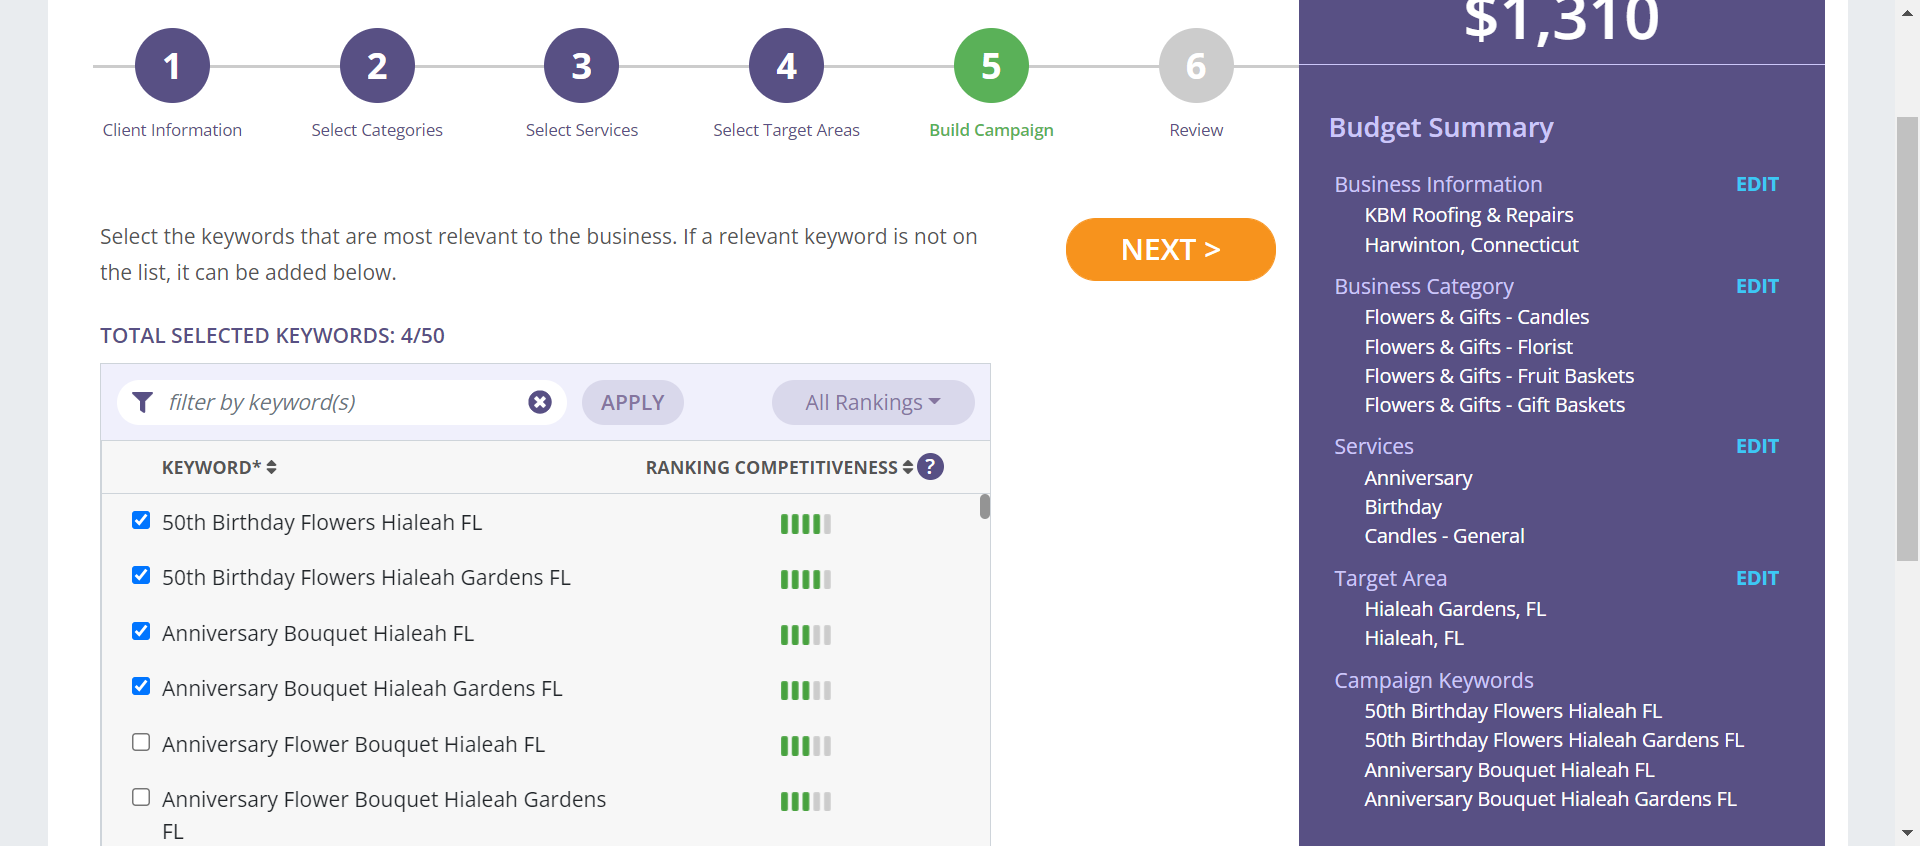 1
2
3
4
5
6
Client Information
Select Categories
Select Services
Select Target Areas
Build Campaign
Review
Select the keywords that are most relevant to the business. If a relevant keyword is not on
the list, it can be added below.
NEXT >
TOTAL SELECTED KEYWORDS: 4/50
filter by keyword(s)
APPLY
All Rankings
KEYWORD*
RANKING COMPETITIVENESS
?
50th Birthday Flowers Hialeah FL
50th Birthday Flowers Hialeah Gardens FL
Anniversary Bouquet Hialeah FL
Anniversary Bouquet Hialeah Gardens FL
Anniversary Flower Bouquet Hialeah FL
Anniversary Flower Bouquet Hialeah Gardens
FL
$1,310
Budget Summary
Business Information
EDIT
KBM Roofing & Repairs
Harwinton, Connecticut
Business Category
EDIT
Flowers & Gifts - Candles
Flowers & Gifts - Florist
Flowers & Gifts - Fruit Baskets
Flowers & Gifts - Gift Baskets
Services
EDIT
Anniversary
Birthday
Candles - General
Target Area
EDIT
Hialeah Gardens, FL
Hialeah, FL
Campaign Keywords
50th Birthday Flowers Hialeah FL
50th Birthday Flowers Hialeah Gardens FL
Anniversary Bouquet Hialeah FL
Anniversary Bouquet Hialeah Gardens FL